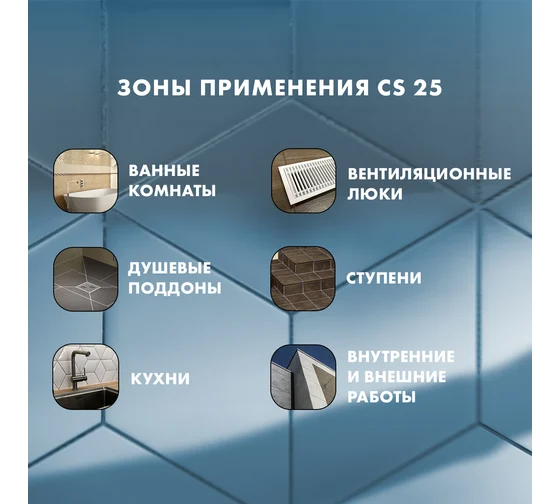 ЗОНЫ ПРИМЕНЕНИЯ CS 25
ВАННЫЕ
КОМНАТЫ
ВЕНТИЛЯЦИОННЫЕ
ЛЮКИ
ДУШЕВЫЕ
ПОДДОНЫ
СТУПЕНИ
КУХНИ
ВНУТРЕННИЕ
И ВНЕШНИЕ
РАБОТЫ